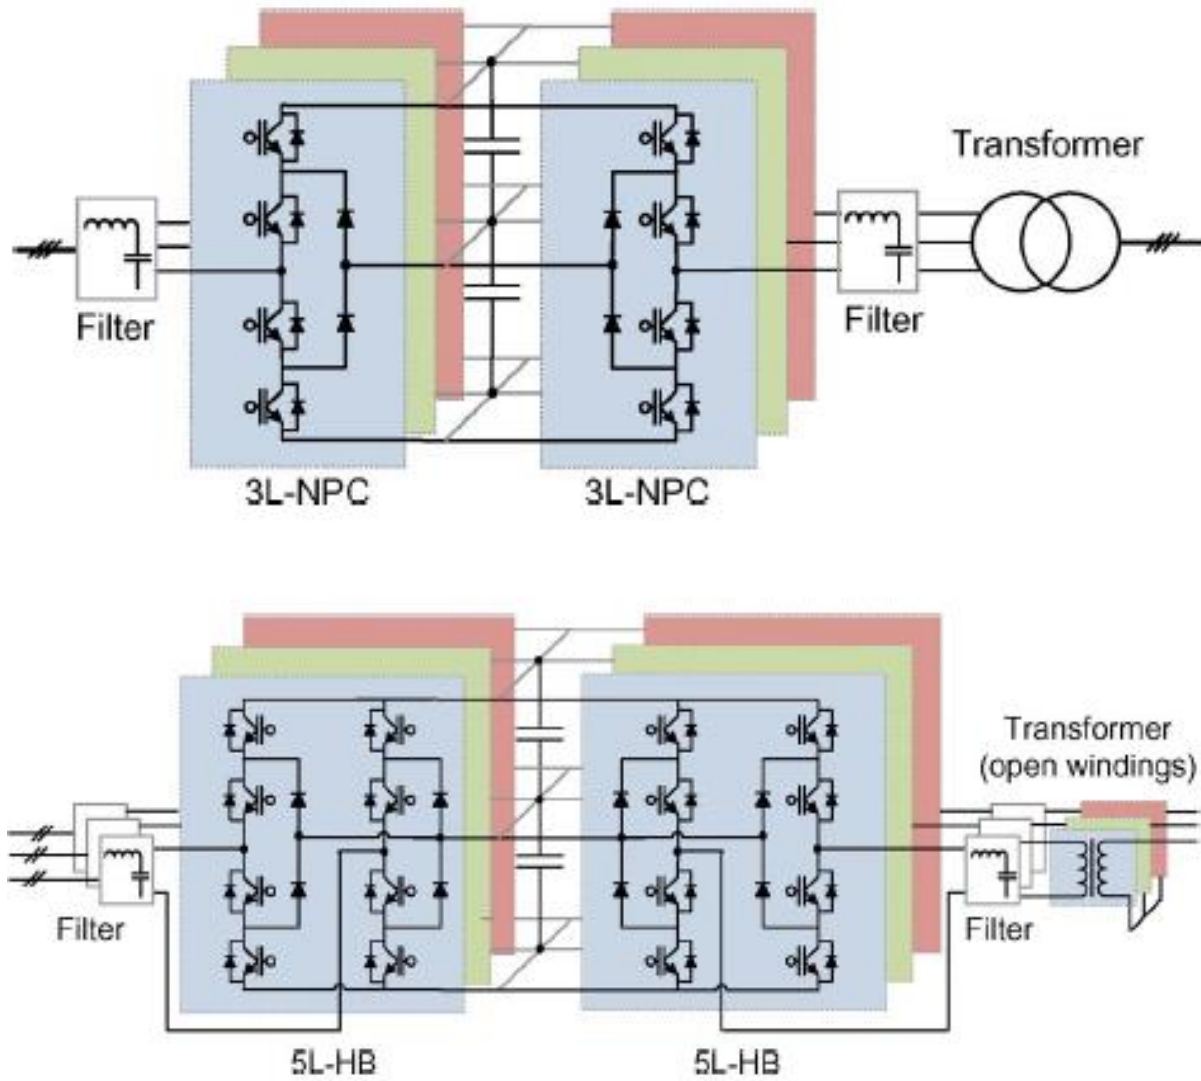 Transformer
Filter
Filter
3L-NPC
3L-NPC
Transformer
(open windings)
Filter
Filter
5L-HB
5L-HB